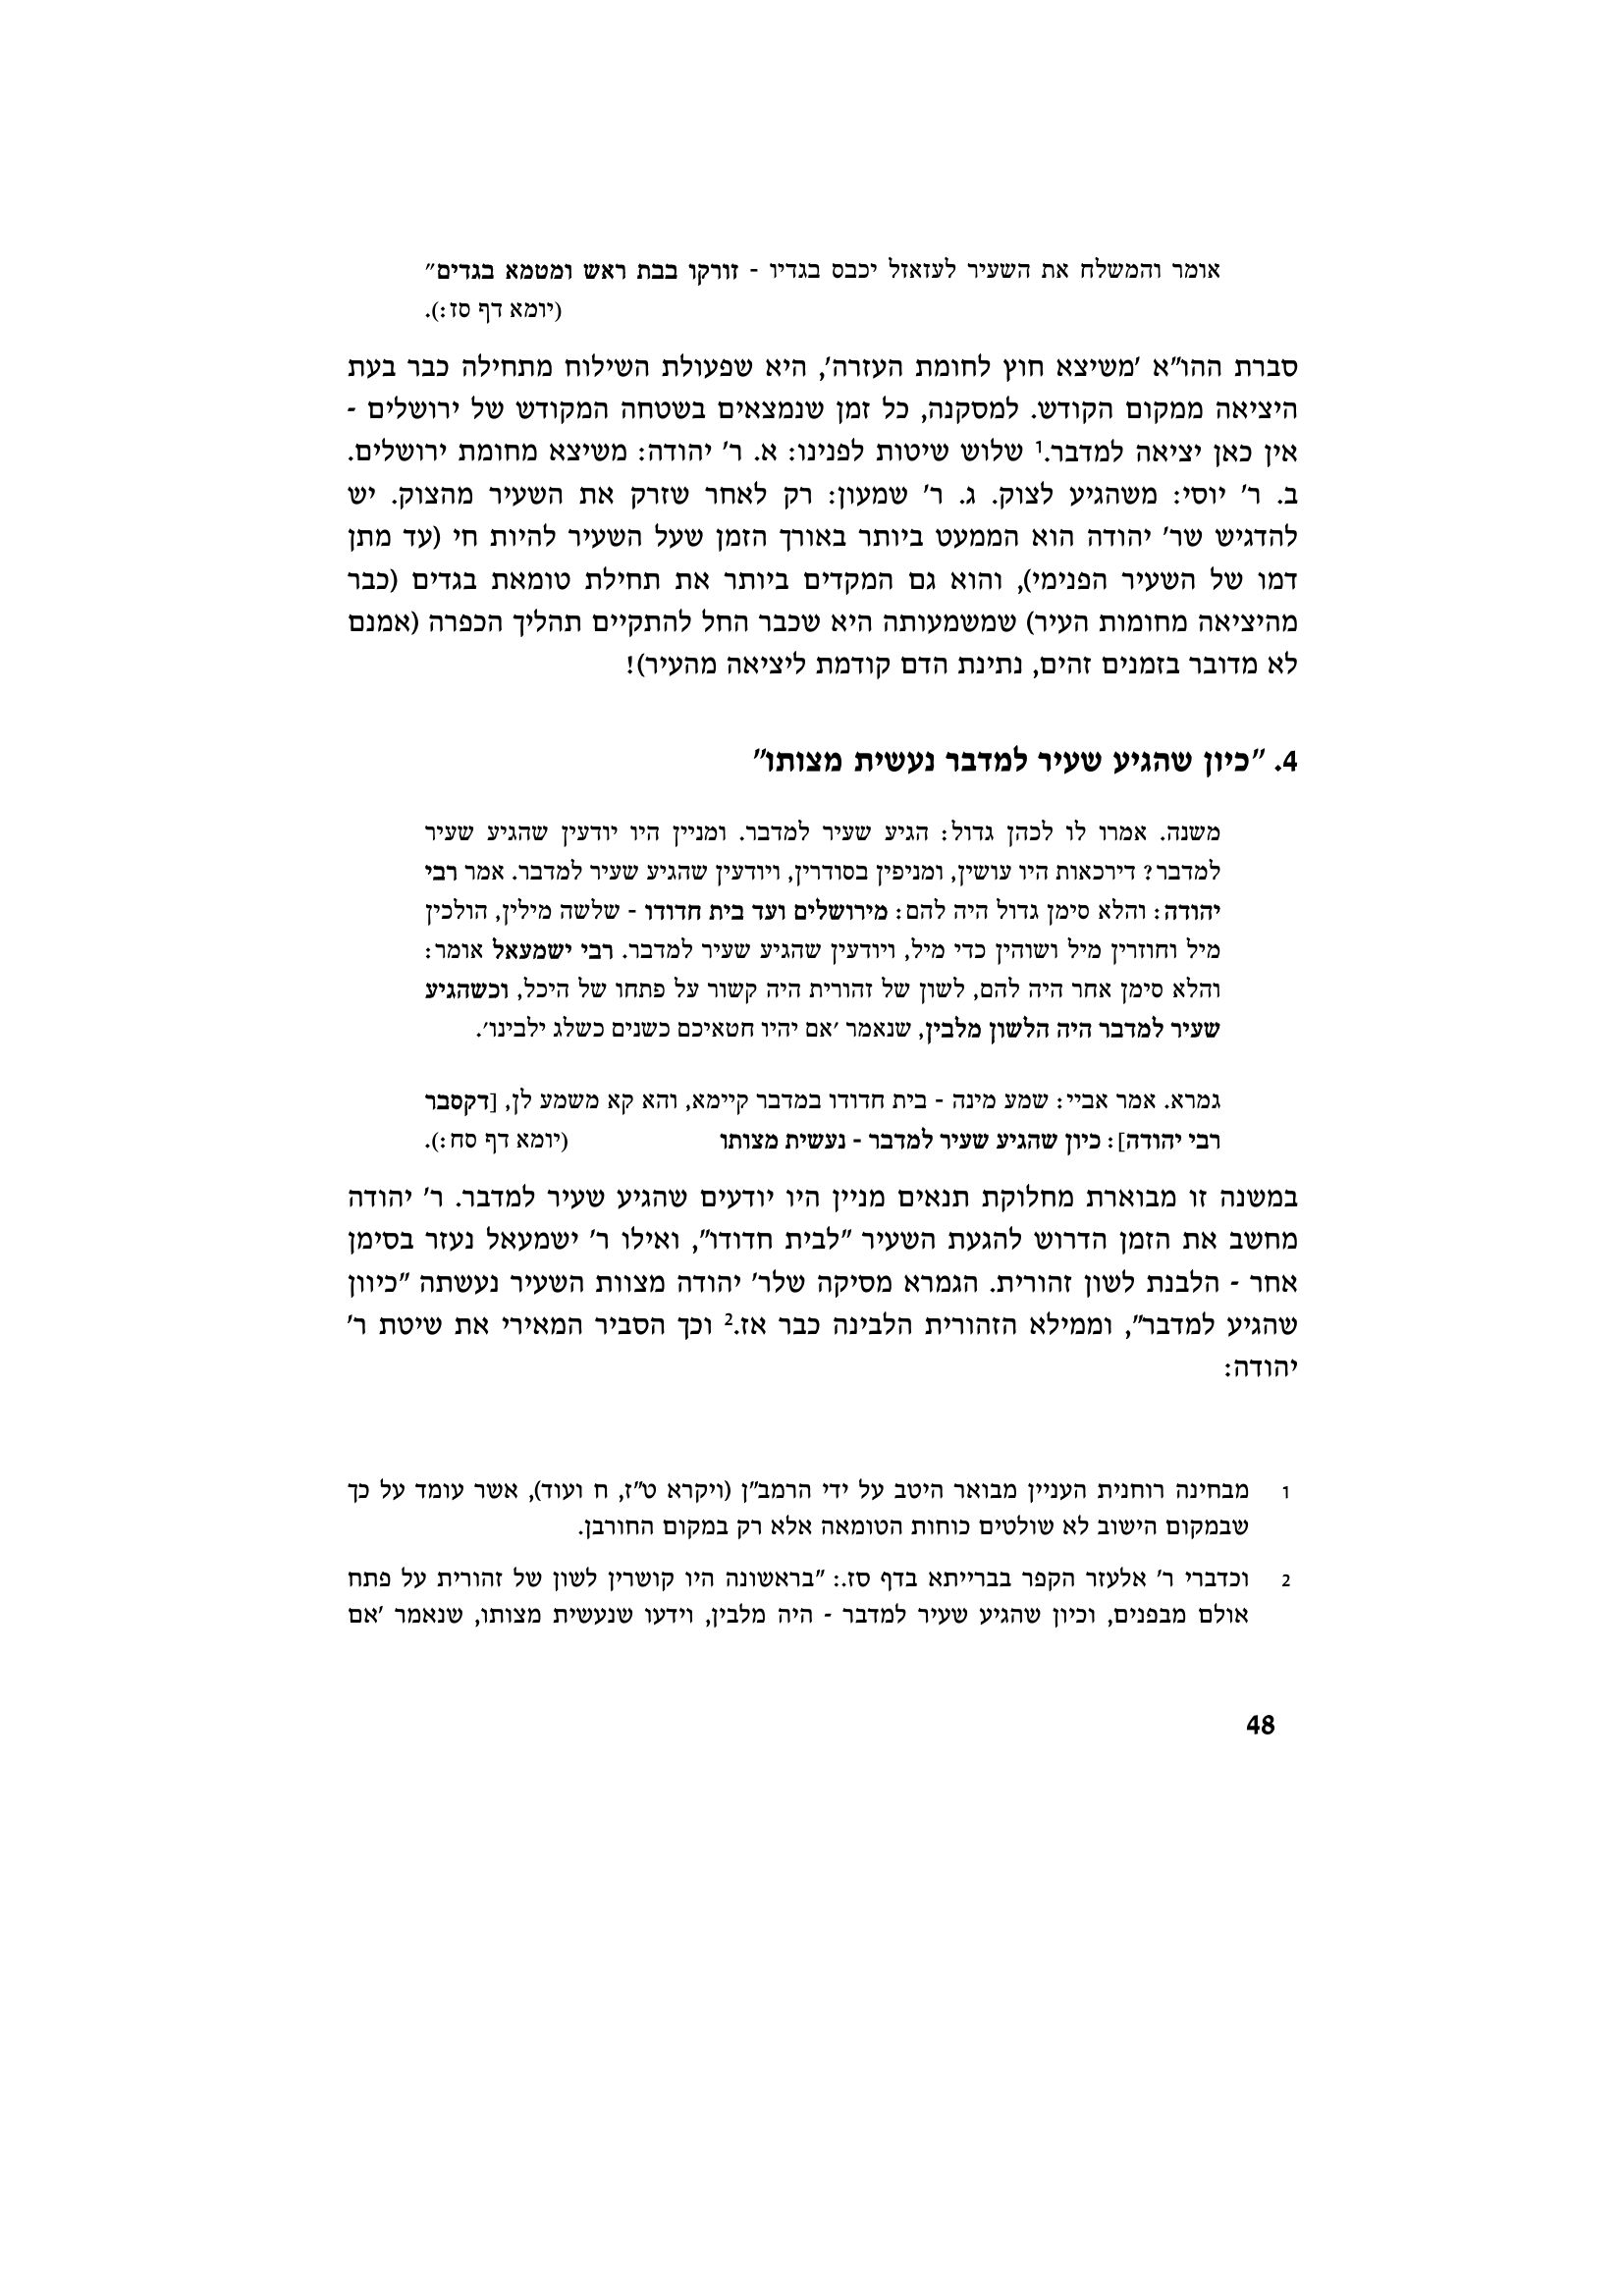 אומר והמשלח את השעיר לעזאזל יכבס בגדיו - זורקו בבת ראש ומטמא בגדים"
(יומא דף סז:).
סברת ההו"א 'משיצא חוץ לחומת העזרה', היא שפעולת השילוח מתחילה כבר בעת
היציאה ממקום הקודש. למסקנה, כל זמן שנמצאים בשטחה המקודש של ירושלים -
אין כאן יציאה למדבר.1 שלוש שיטות לפנינו: א. ר' יהודה: משיצא מחומת ירושלים.
ב. ר' יוסי: משהגיע לצוק. ג. ר' שמעון: רק לאחר שזרק את השעיר מהצוק. יש
להדגיש שר' יהודה הוא הממעט ביותר באורך הזמן שעל השעיר להיות חי (עד מתן
דמו של השעיר הפנימי), והוא גם המקדים ביותר את תחילת טומאת בגדים (כבר
מהיציאה מחומות העיר) שמשמעותה היא שכבר החל להתקיים תהליך הכפרה (אמנם
לא מדובר בזמנים זהים, נתינת הדם קודמת ליציאה מהעיר)!
4. "כיון שהגיע שעיר למדבר נעשית מצותו"
משנה. אמרו לו לכהן גדול: הגיע שעיר למדבר. ומניין היו יודעין שהגיע שעיר
למדבר? דירכאות היו עושין, ומניפין בסודרין, ויודעין שהגיע שעיר למדבר. אמר רבי
יהודה: והלא סימן גדול היה להם: מירושלים ועד בית חדודו - שלשה מילין, הולכין
מיל וחוזרין מיל ושוהין כדי מיל, ויודעין שהגיע שעיר למדבר. רבי ישמעאל אומר:
והלא סימן אחר היה להם, לשון של זהורית היה קשור על פתחו של היכל, וכשהגיע
שעיר למדבר היה הלשון מלבין, שנאמר 'אם יהיו חטאיכם כשנים כשלג ילבינו'.
גמרא. אמר אביי: שמע מינה - בית חדודו במדבר קיימא, והא קא משמע לן, [דקסבר
רבי יהודה]: כיון שהגיע שעיר למדבר - נעשית מצותו (יומא דף סח:).
במשנה זו מבוארת מחלוקת תנאים מניין היו יודעים שהגיע שעיר למדבר. ר' יהודה
מחשב את הזמן הדרוש להגעת השעיר "לבית חדודו", ואילו ר' ישמעאל נעזר בסימן
אחר - הלבנת לשון זהורית. הגמרא מסיקה שלר' יהודה מצוות השעיר נעשתה "כיוון
שהגיע למדבר", וממילא הזהורית הלבינה כבר אז.2 וכך הסביר המאירי את שיטת ר'
יהודה:
1 מבחינה רוחנית העניין מבואר היטב על ידי הרמב"ן (ויקרא ט"ז, ח ועוד), אשר עומד על כך
שבמקום הישוב לא שולטים כוחות הטומאה אלא רק במקום החורבן.
2 וכדברי ר' אלעזר הקפר בברייתא בדף סז.: "בראשונה היו קושרין לשון של זהורית על פתח
אולם מבפנים, וכיון שהגיע שעיר למדבר - היה מלבין, וידעו שנעשית מצותו, שנאמר 'אם
48